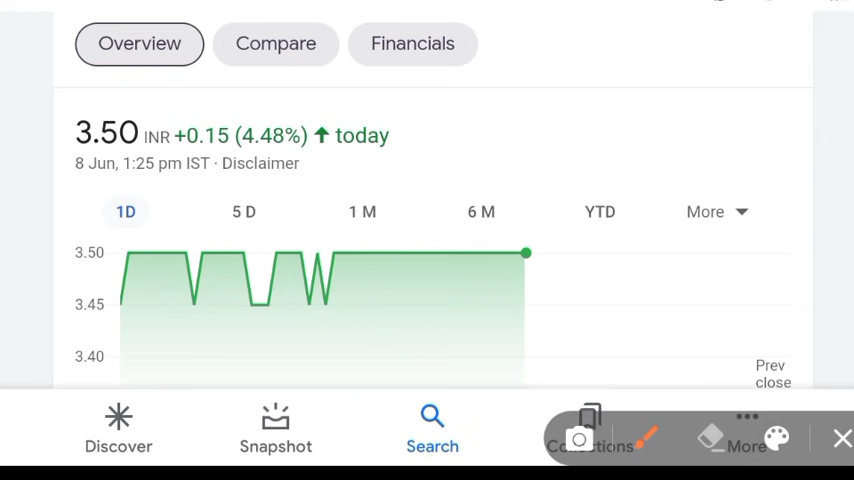 Overview Compare Financials
3.50 INR +0.15 (4.48%) ↑ today
8 Jun, 1:25 pm IST · Disclaimer
1D 5 D 1 M 6 M YTD More
3.50
3.45
3.40
Prev
close
Discover Snapshot Search Collections More